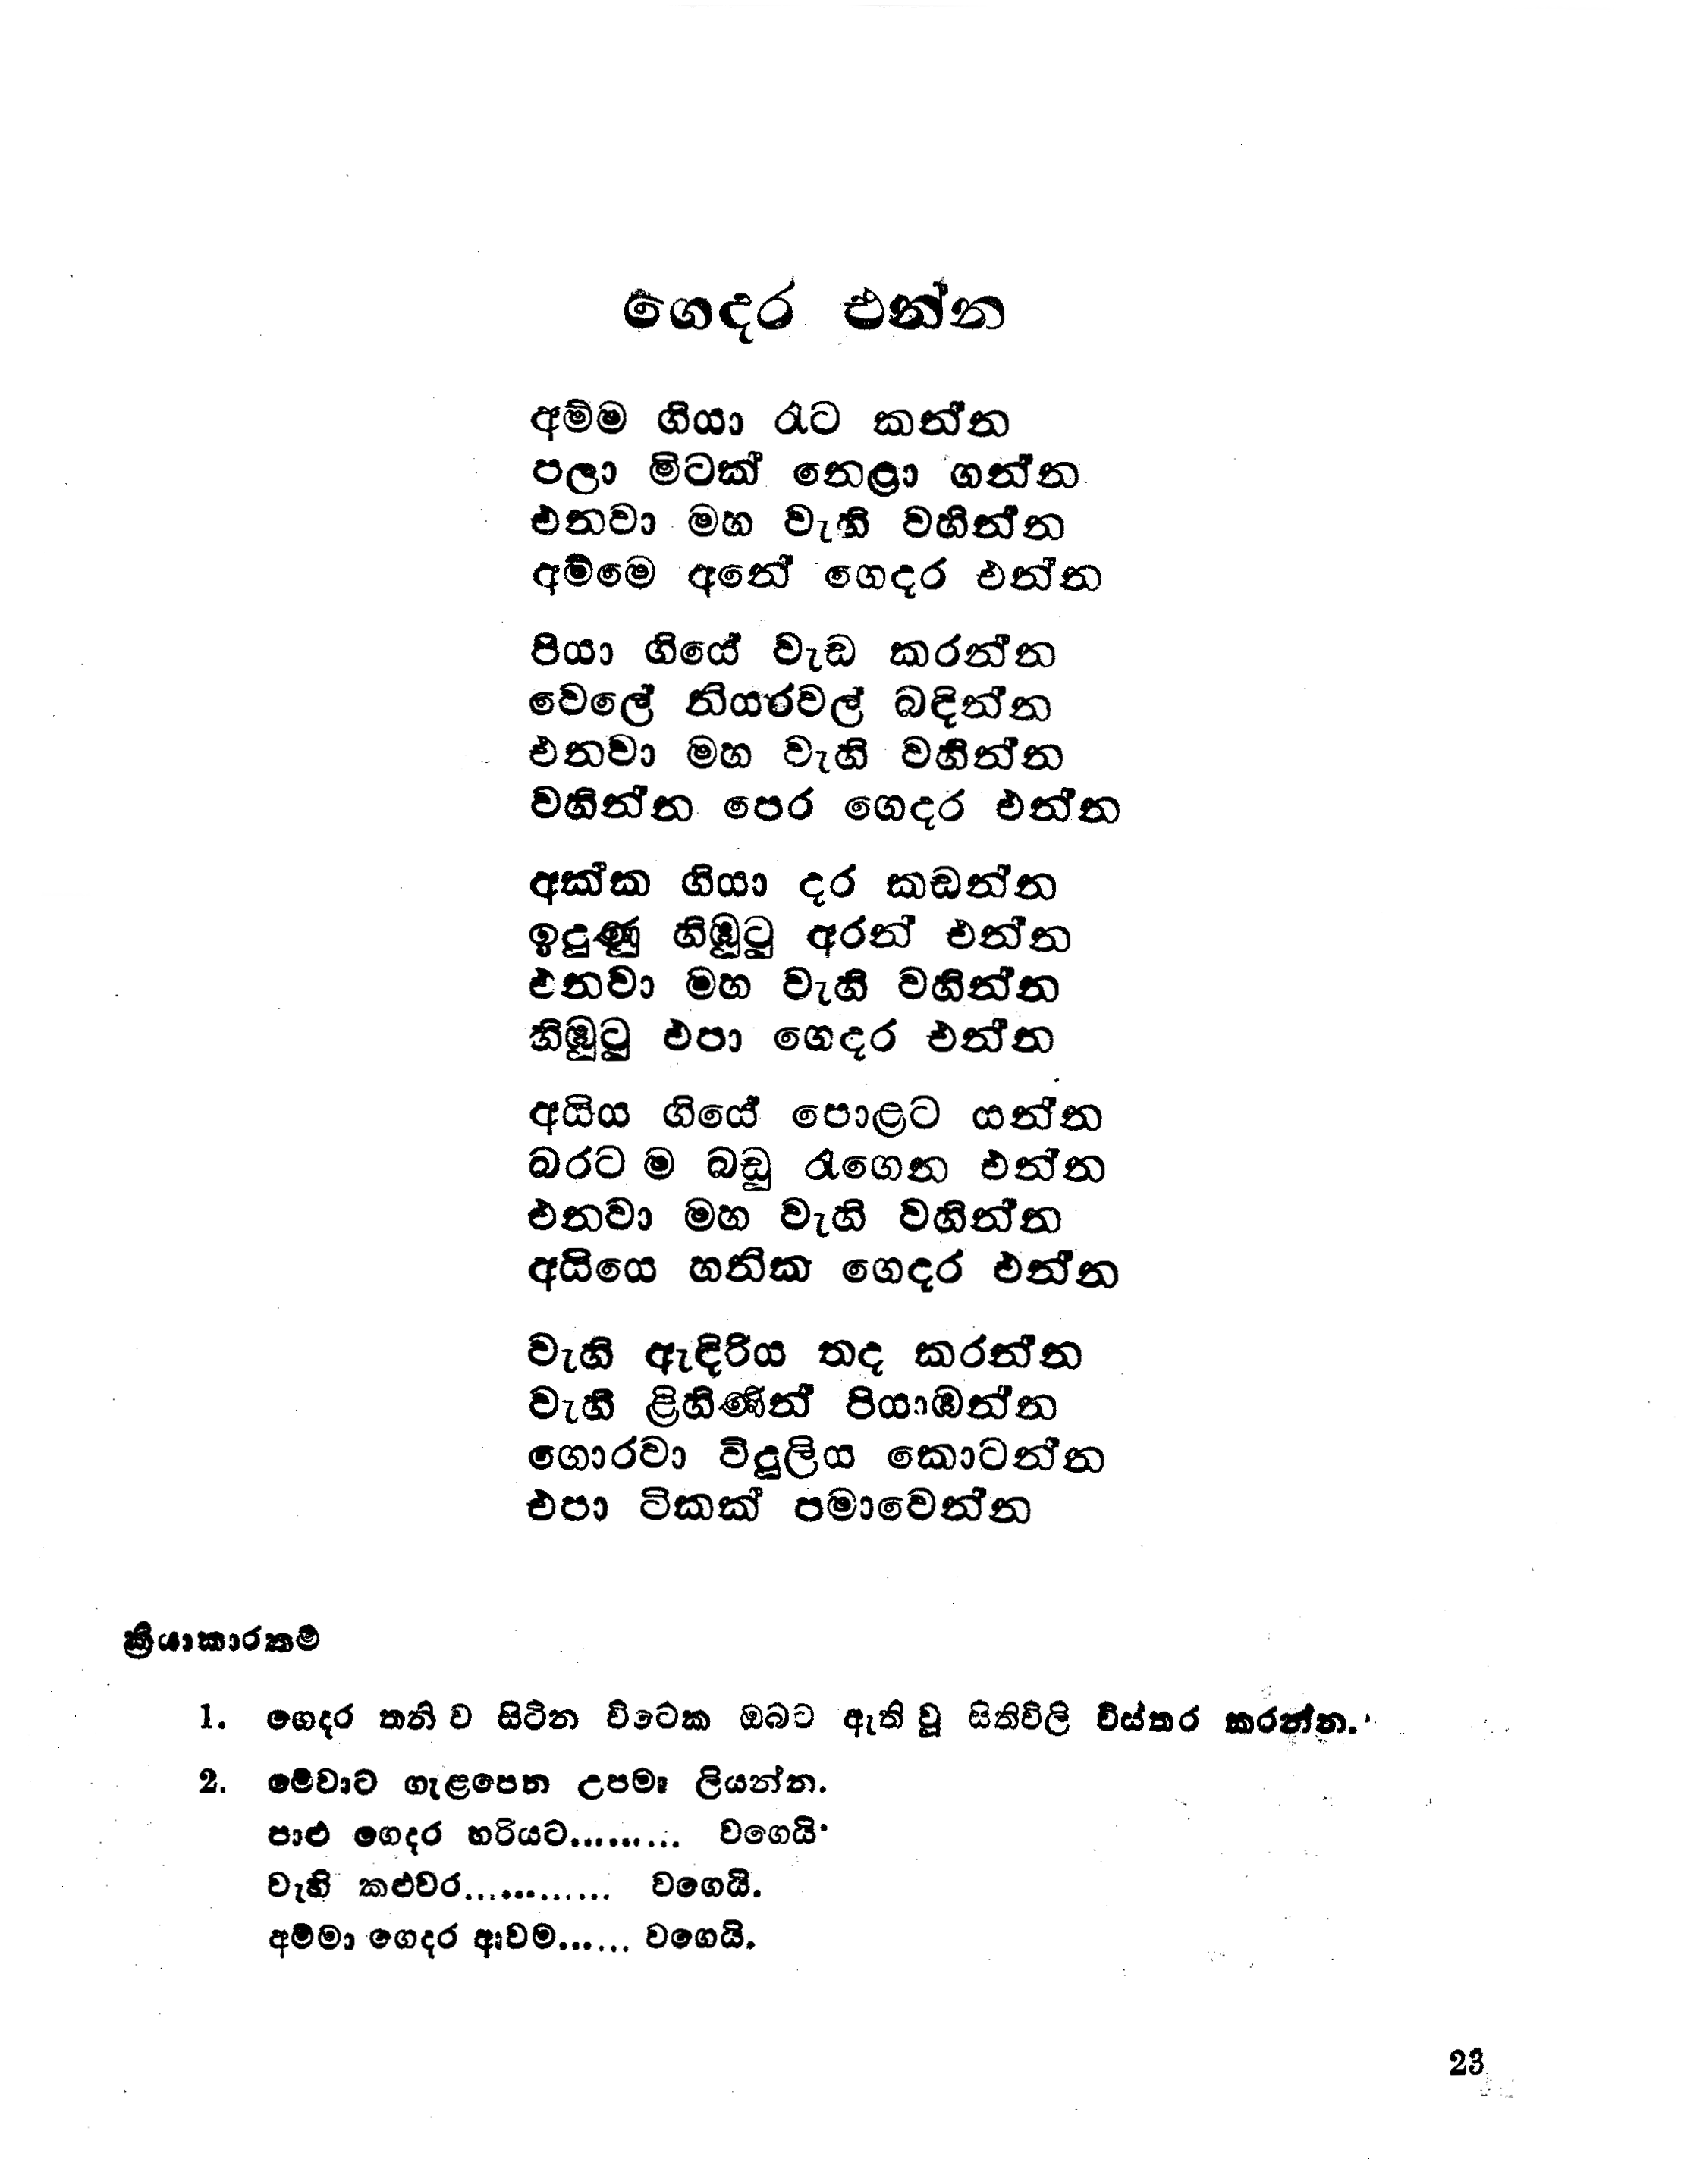 ගෙදර එන්න
අම්ම ගියා රෑට කන්න
පලා මිටක් නෙළා ගන්න
එනවා මහ වැහි වහින්න
අම්මෙ අනේ ගෙදර එන්න
පියා ගියේ වැඩ කරන්න
වෙලේ නියරවල් බඳින්න
එනවා මහ වැහි වහින්න
වහින්න පෙර ගෙදර එන්න
අක්ක ගියා දර කඩන්න
ඉදුණු හිඹුටු අරන් එන්න
එනවා මහ වැහි වහින්න
හිඹුටු එපා ගෙදර එන්න
අයිය ගියේ පොළට යන්න
බරට ම බඩු රැගෙන එන්න
එනවා මහ වැහි වහින්න
අයියෙ හනික ගෙදර එන්න
වැහි ඇඳිරිය තද කරන්න
වැහි ළිහිණින් පියාඹන්න
ගොරවා විදුලිය කොටන්න
එපා ටිකක් පමාවෙන්න
ක්‍රියාකාරකම්
1. ගෙදර තනි ව සිටින විටෙක ඔබට ඇති වූ සිතිවිලි විස්තර කරන්න.
2. මේවාට ගැළපෙන උපමා ලියන්න.
පාළු ගෙදර හරියට......... වගෙයි.
වැහි කළුවර............ වගෙයි.
අම්මා ගෙදර ආවම...... වගෙයි.
23